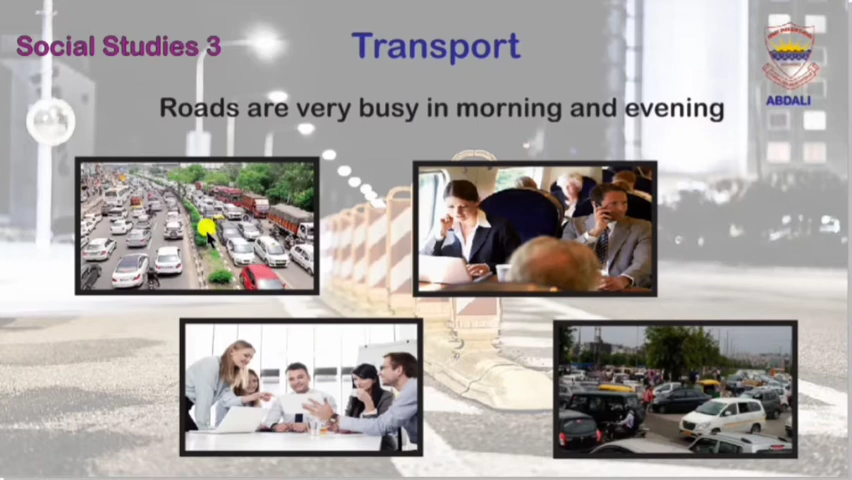 Social Studies 3
Transport
ABDALI
Roads are very busy in morning and evening